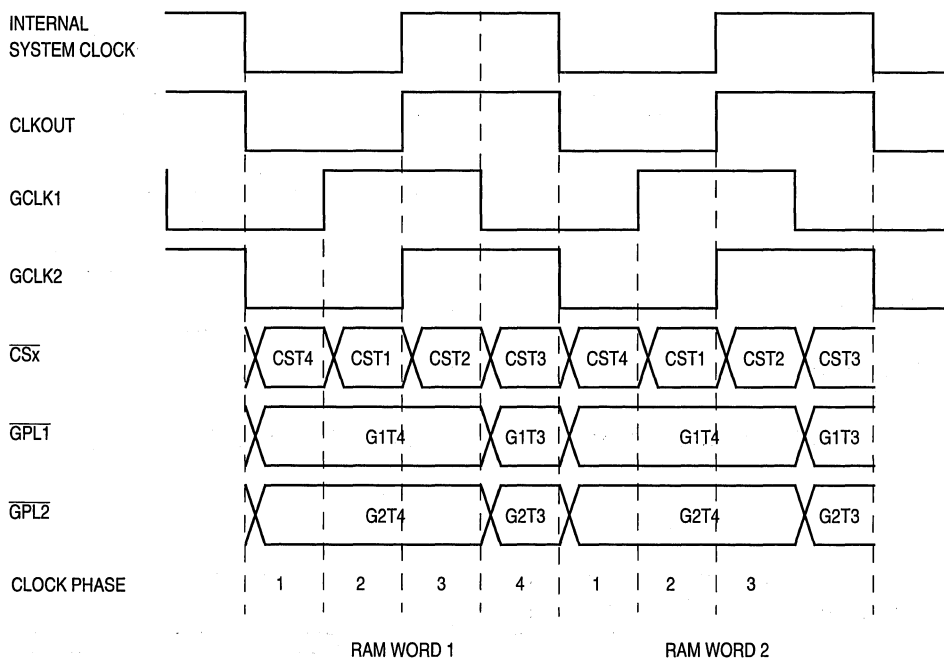 INTERNAL
SYSTEM CLOCK
CLKOUT
GCLK1
GCLK2
CSx CST4 CST1 CST2 CST3 CST4 CST1 CST2 CST3
GPL1 G1T4 G1T3 G1T4 G1T3
GPL2 G2T4 G2T3 G2T4 G2T3
CLOCK PHASE 1 2 3 4 1 2 3
RAM WORD 1 RAM WORD 2